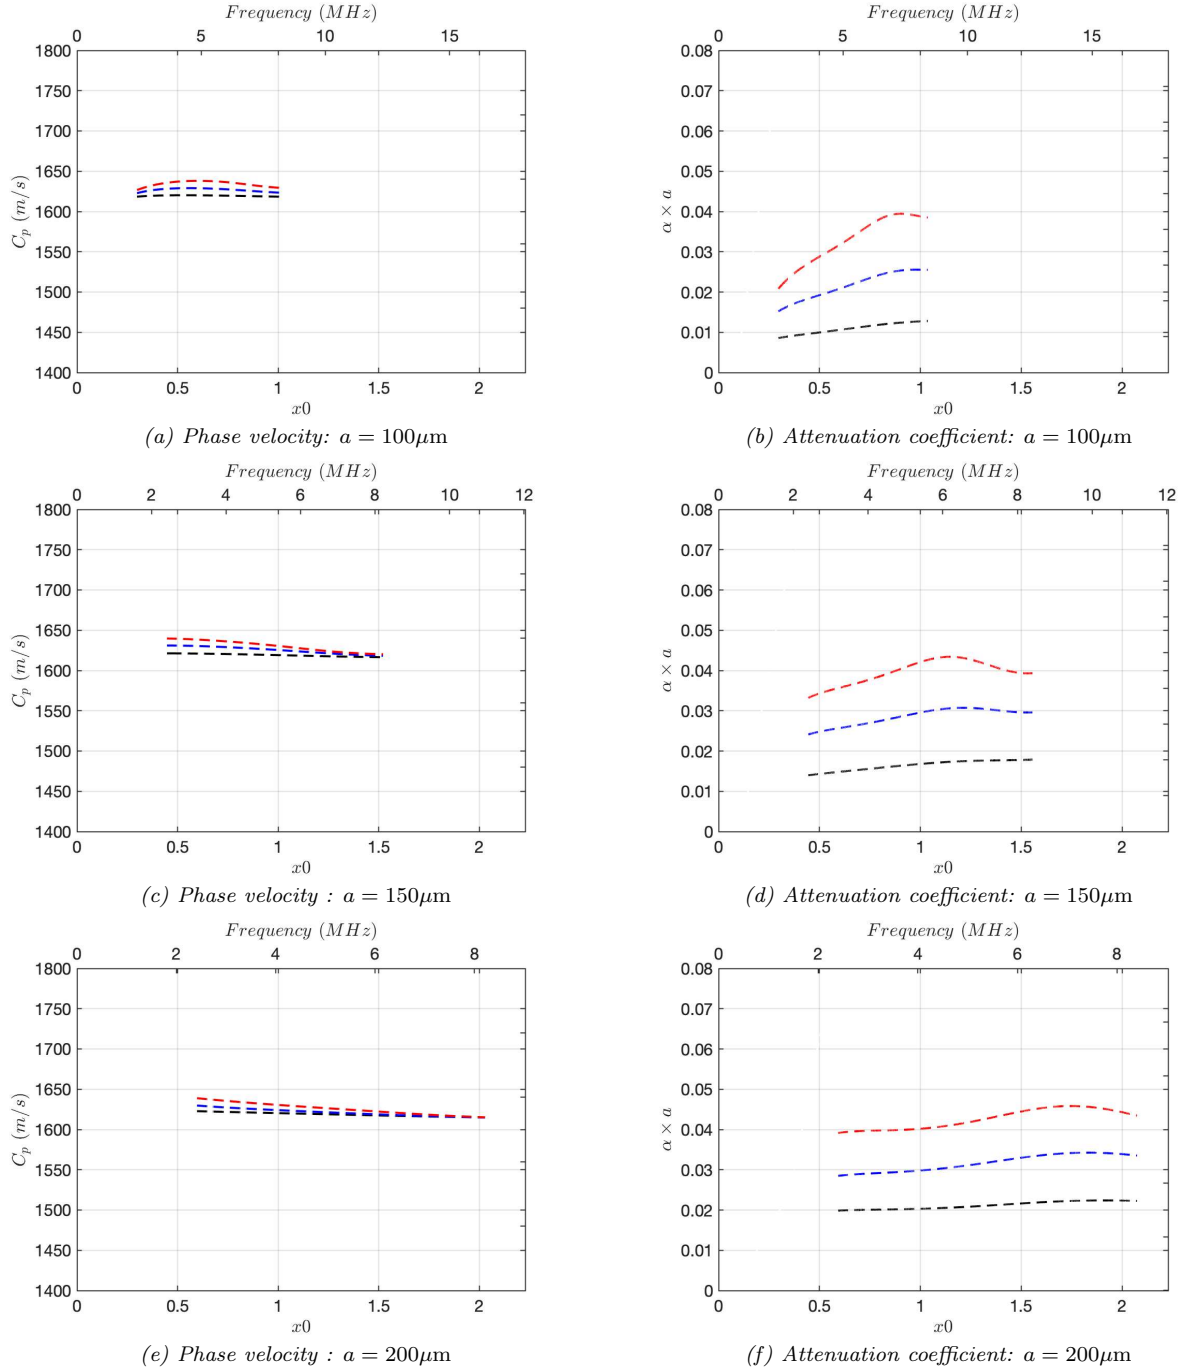 Frequency (MHz)
0 5 10 15
1800
1750
1700
1650
1600
1550
1500
1450
1400
C_p (m/s)
0 0.5 1 1.5 2
x0
(a) Phase velocity: a = 100μm
Frequency (MHz)
0 5 10 15
0.08
0.07
0.06
0.05
0.04
0.03
0.02
0.01
0
α × a
0 0.5 1 1.5 2
x0
(b) Attenuation coefficient: a = 100μm
Frequency (MHz)
0 2 4 6 8 10 12
1800
1750
1700
1650
1600
1550
1500
1450
1400
C_p (m/s)
0 0.5 1 1.5 2
x0
(c) Phase velocity : a = 150μm
Frequency (MHz)
0 2 4 6 8 10 12
0.08
0.07
0.06
0.05
0.04
0.03
0.02
0.01
0
α × a
0 0.5 1 1.5 2
x0
(d) Attenuation coefficient: a = 150μm
Frequency (MHz)
0 2 4 6 8
1800
1750
1700
1650
1600
1550
1500
1450
1400
C_p (m/s)
0 0.5 1 1.5 2
x0
(e) Phase velocity : a = 200μm
Frequency (MHz)
0 2 4 6 8
0.08
0.07
0.06
0.05
0.04
0.03
0.02
0.01
0
α × a
0 0.5 1 1.5 2
x0
(f) Attenuation coefficient: a = 200μm